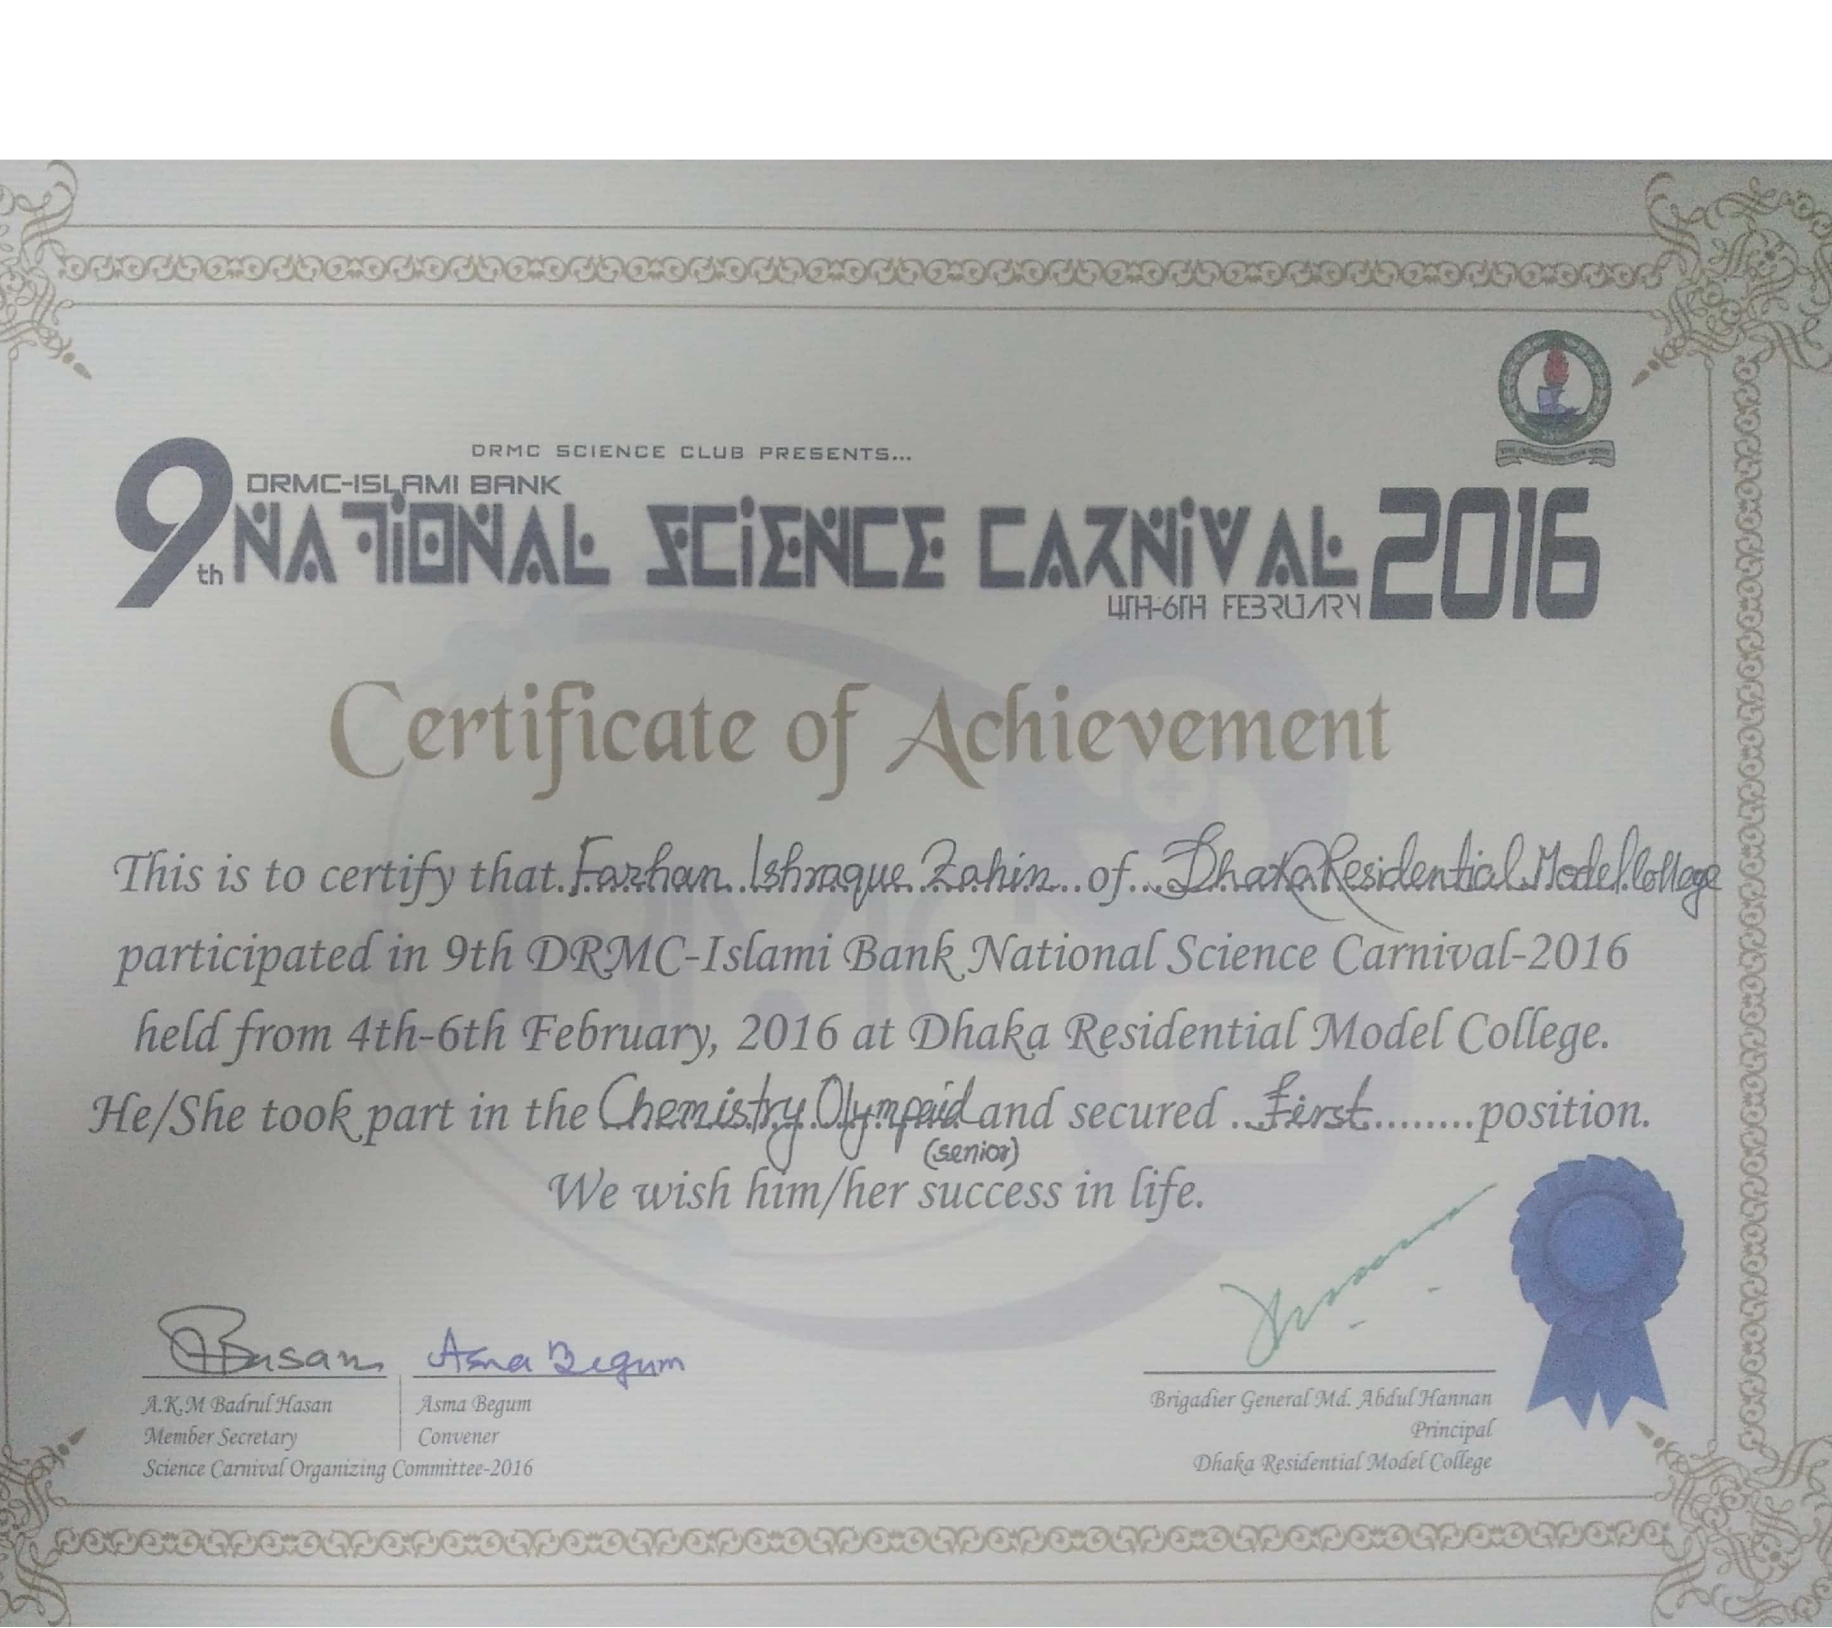 DRMC SCIENCE CLUB PRESENTS...
DRMC-ISLAMI BANK
9th NATIONAL SCIENCE CARNIVAL 2016
4TH-6TH FEBRUARY
Certificate of Achievement
This is to certify that Farhan Ishraque Zahin of Dhaka Residential Model College
participated in 9th DRMC-Islami Bank National Science Carnival-2016
held from 4th-6th February, 2016 at Dhaka Residential Model College.
He/She took part in the Chemistry Olympaid and secured First position.
(senior)
We wish him/her success in life.
Asma Begum
A.K.M Badrul Hasan
Member Secretary
Asma Begum
Convener
Science Carnival Organizing Committee-2016
Brigadier General Md. Abdul Hannan
Principal
Dhaka Residential Model College